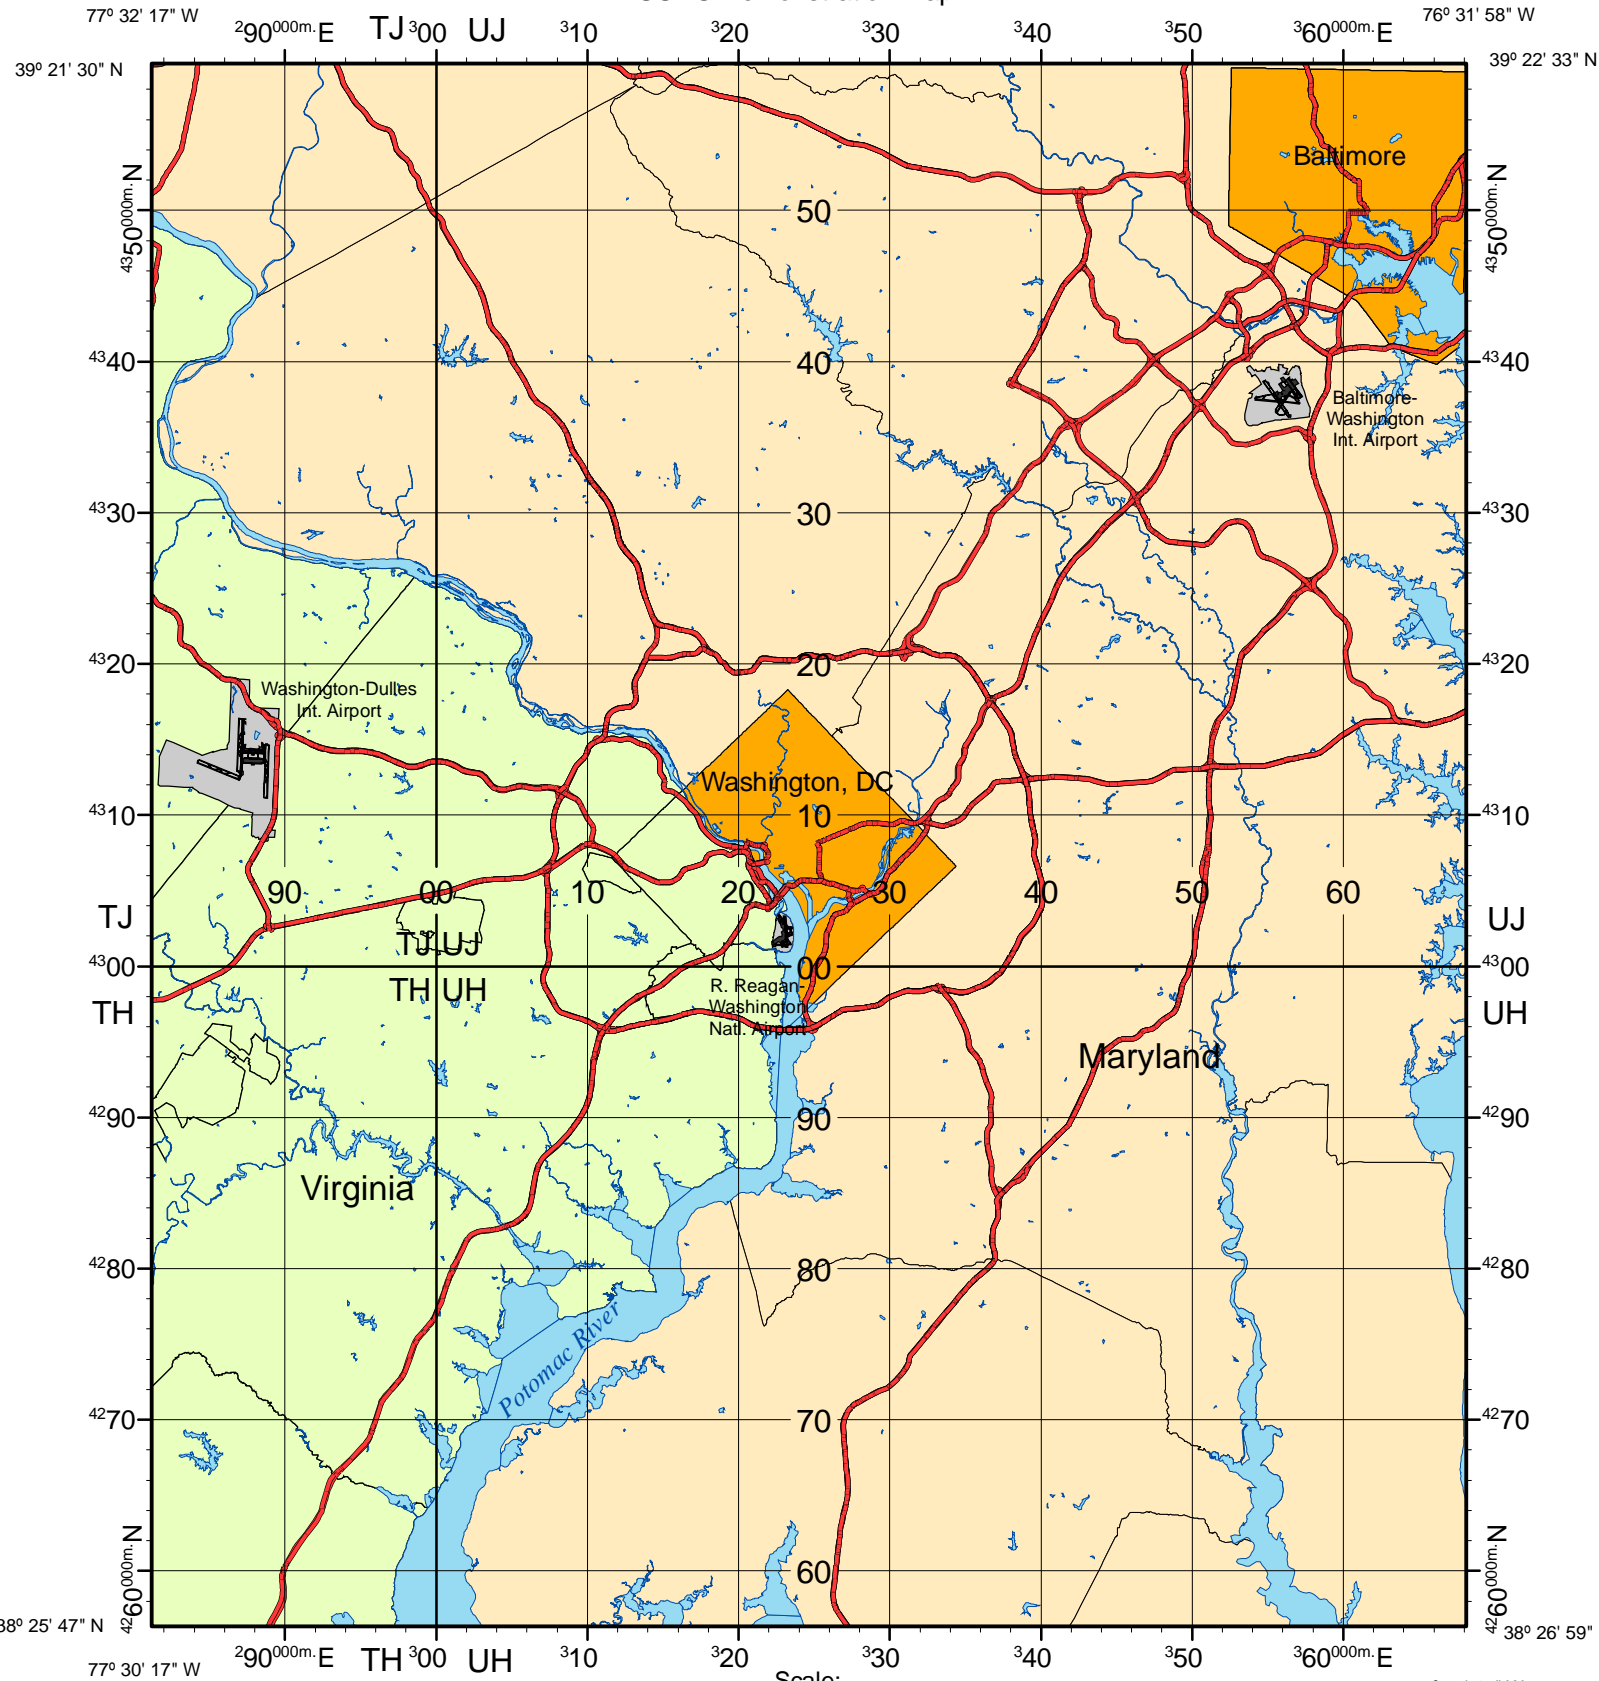 77º 32' 17" W
76º 31' 58" W
²90⁰⁰⁰ᵐ·E TJ ³00 UJ ³10 ³20 ³30 ³40 ³50 ³60⁰⁰⁰ᵐ·E
39º 21' 30" N
39º 22' 33" N
Baltimore
⁴³50⁰⁰⁰ᵐ·N
50
⁴³50⁰⁰⁰ᵐ·N
⁴³40
40
⁴³40
Baltimore-
Washington
Int. Airport
⁴³30
30
⁴³30
⁴³20
20
⁴³20
Washington-Dulles
Int. Airport
Washington, DC
⁴³10
10
⁴³10
90 00 10 20 30 40 50 60
TJ
UJ
TJ UJ
⁴³00
00
⁴³00
TH UH
TH
UH
R. Reagan-
Washington
Natl. Airport
Maryland
⁴²90
90
⁴²90
Virginia
⁴²80
80
⁴²80
Potomac River
⁴²70
70
⁴²70
⁴²60⁰⁰⁰ᵐ·N
60
⁴²60⁰⁰⁰ᵐ·N
38º 25' 47" N
38º 26' 59"
77º 30' 17" W
²90⁰⁰⁰ᵐ·E TH ³00 UH ³10 ³20 ³30 ³40 ³50 ³60⁰⁰⁰ᵐ·E
Scale: